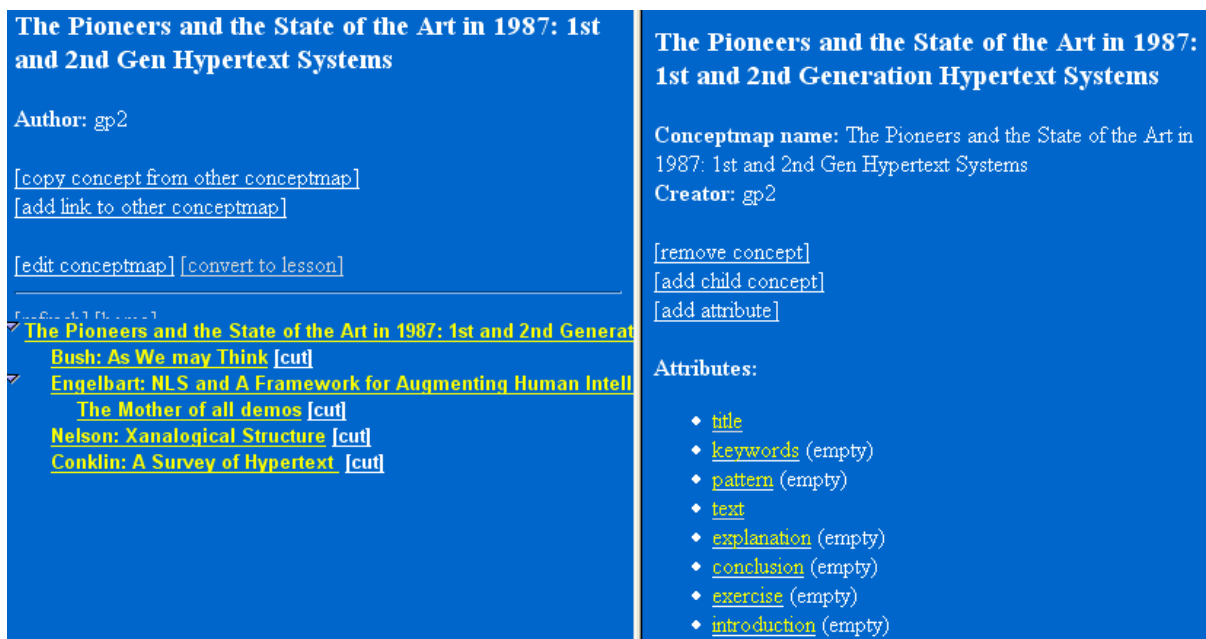 The Pioneers and the State of the Art in 1987: 1st
and 2nd Gen Hypertext Systems
Author: gp2
[copy concept from other conceptmap]
[add link to other conceptmap]
[edit conceptmap] [convert to lesson]
The Pioneers and the State of the Art in 1987: 1st and 2nd Generat
Bush: As We may Think [cut]
Engelbart: NLS and A Framework for Augmenting Human Intell
The Mother of all demos [cut]
Nelson: Xanalogical Structure [cut]
Conklin: A Survey of Hypertext [cut]
The Pioneers and the State of the Art in 1987:
1st and 2nd Generation Hypertext Systems
Conceptmap name: The Pioneers and the State of the Art in
1987: 1st and 2nd Gen Hypertext Systems
Creator: gp2
[remove concept]
[add child concept]
[add attribute]
Attributes:
title
keywords (empty)
pattern (empty)
text
explanation (empty)
conclusion (empty)
exercise (empty)
introduction (empty)